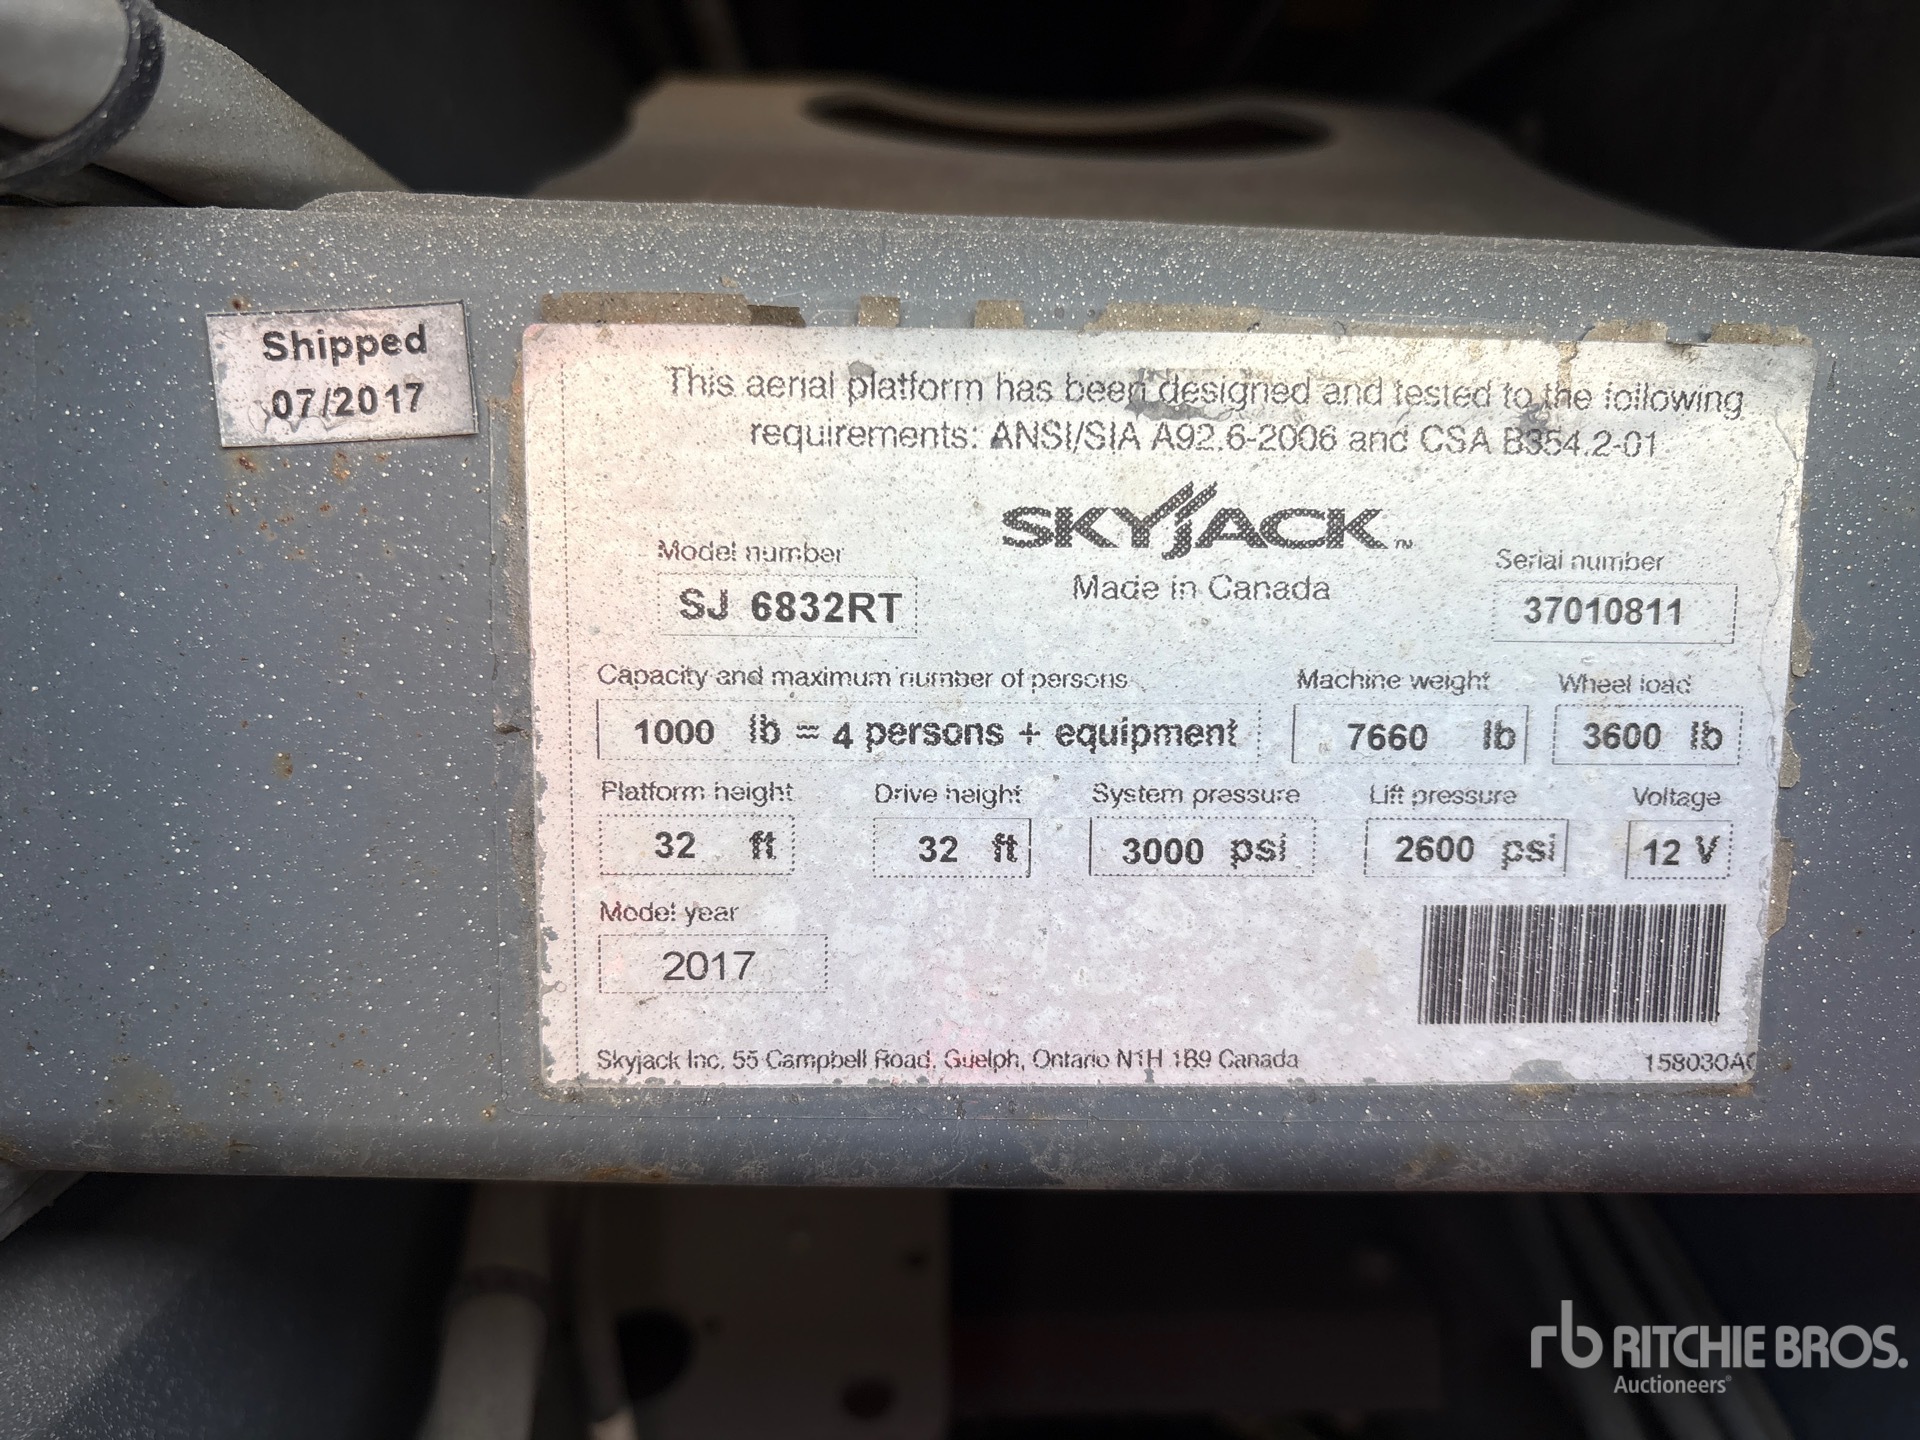 Shipped
07/2017
This aerial platform has been designed and tested to the following
requirements: ANSI/SIA A92.6-2006 and CSA B354.2-01
SKYJACK™
Made in Canada
Model number
SJ 6832RT
Serial number
37010811
Capacity and maximum number of persons
1000 lb = 4 persons + equipment
Machine weight
7660 lb
Wheel load
3600 lb
Platform height
32 ft
Drive height
32 ft
System pressure
3000 psi
Lift pressure
2600 psi
Voltage
12 V
Model year
2017
Skyjack Inc. 55 Campbell Road, Guelph, Ontario N1H 1B9 Canada
rb RITCHIE BROS.
Auctioneers®